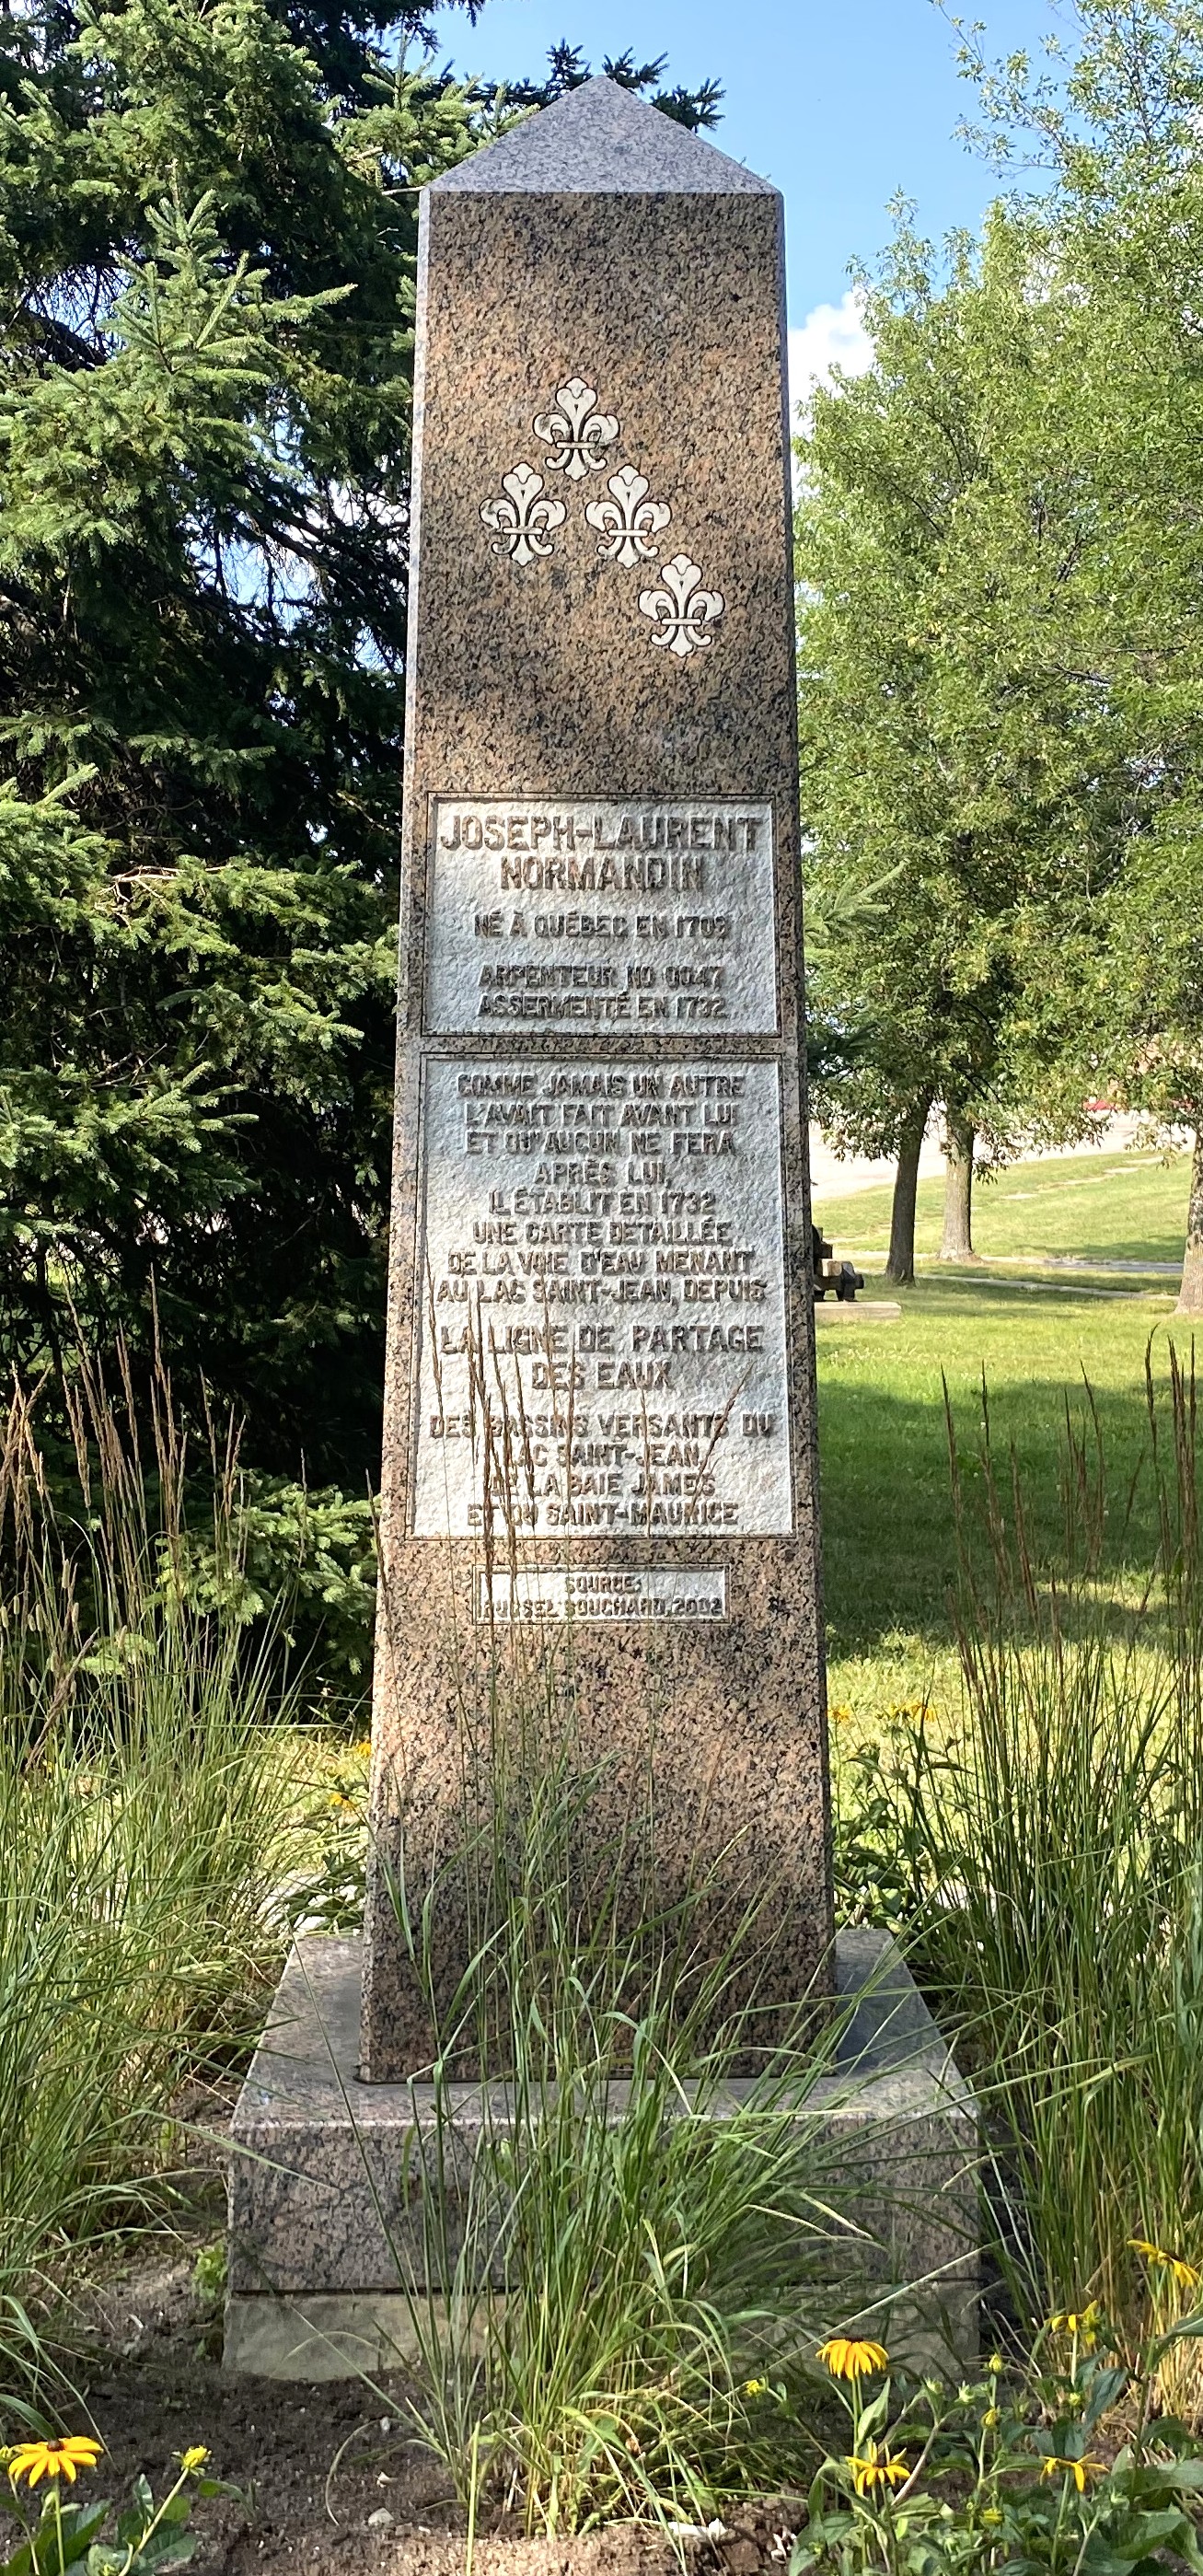 JOSEPH-LAURENT
NORMANDIN
NÉ À QUÉBEC EN 1709
ARPENTEUR NO 0047
ASSERMENTÉ EN 1732
COMME JAMAIS UN AUTRE
L'AVAIT FAIT AVANT LUI
ET QU'AUCUN NE FERA
APRÈS LUI,
IL ÉTABLIT EN 1732
UNE CARTE DÉTAILLÉE
DE LA VOIE D'EAU MENANT
AU LAC SAINT-JEAN, DEPUIS
LA LIGNE DE PARTAGE
DES EAUX
DES BASSINS VERSANTS DU
LAC SAINT-JEAN
DE LA BAIE JAMES
ET DU SAINT-MAURICE
SOURCE:
RUSSEL BOUCHARD, 2002